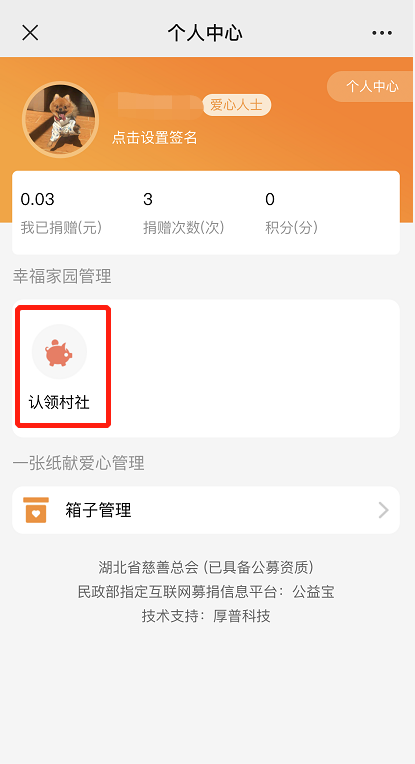 个人中心
个人中心
爱心人士
点击设置签名
0.03 3 0
我已捐赠(元) 捐赠次数(次) 积分(分)
幸福家园管理
认领村社
一张纸献爱心管理
箱子管理
湖北省慈善总会 (已具备公募资质)
民政部指定互联网募捐信息平台：公益宝
技术支持：厚普科技